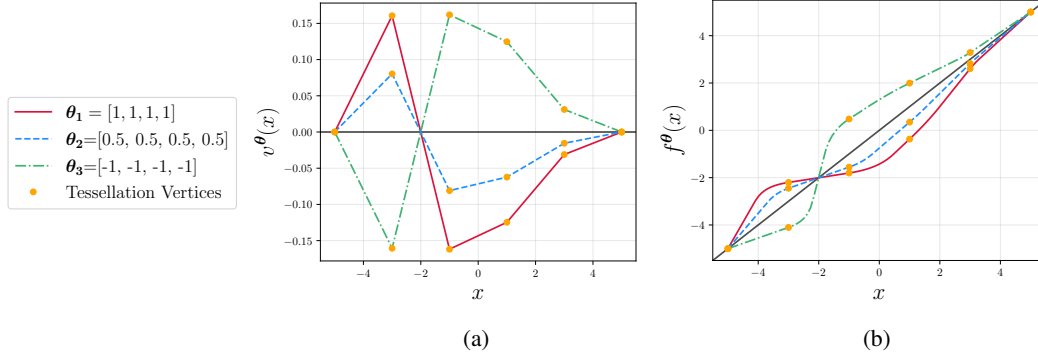 θ₁ = [1, 1, 1, 1]
θ₂=[0.5, 0.5, 0.5, 0.5]
θ₃=[-1, -1, -1, -1]
Tessellation Vertices
v^θ(x)
0.15
0.10
0.05
0.00
−0.05
−0.10
−0.15
−4 −2 0 2 4
x
(a)
f^θ(x)
4
2
0
−2
−4
−4 −2 0 2 4
x
(b)